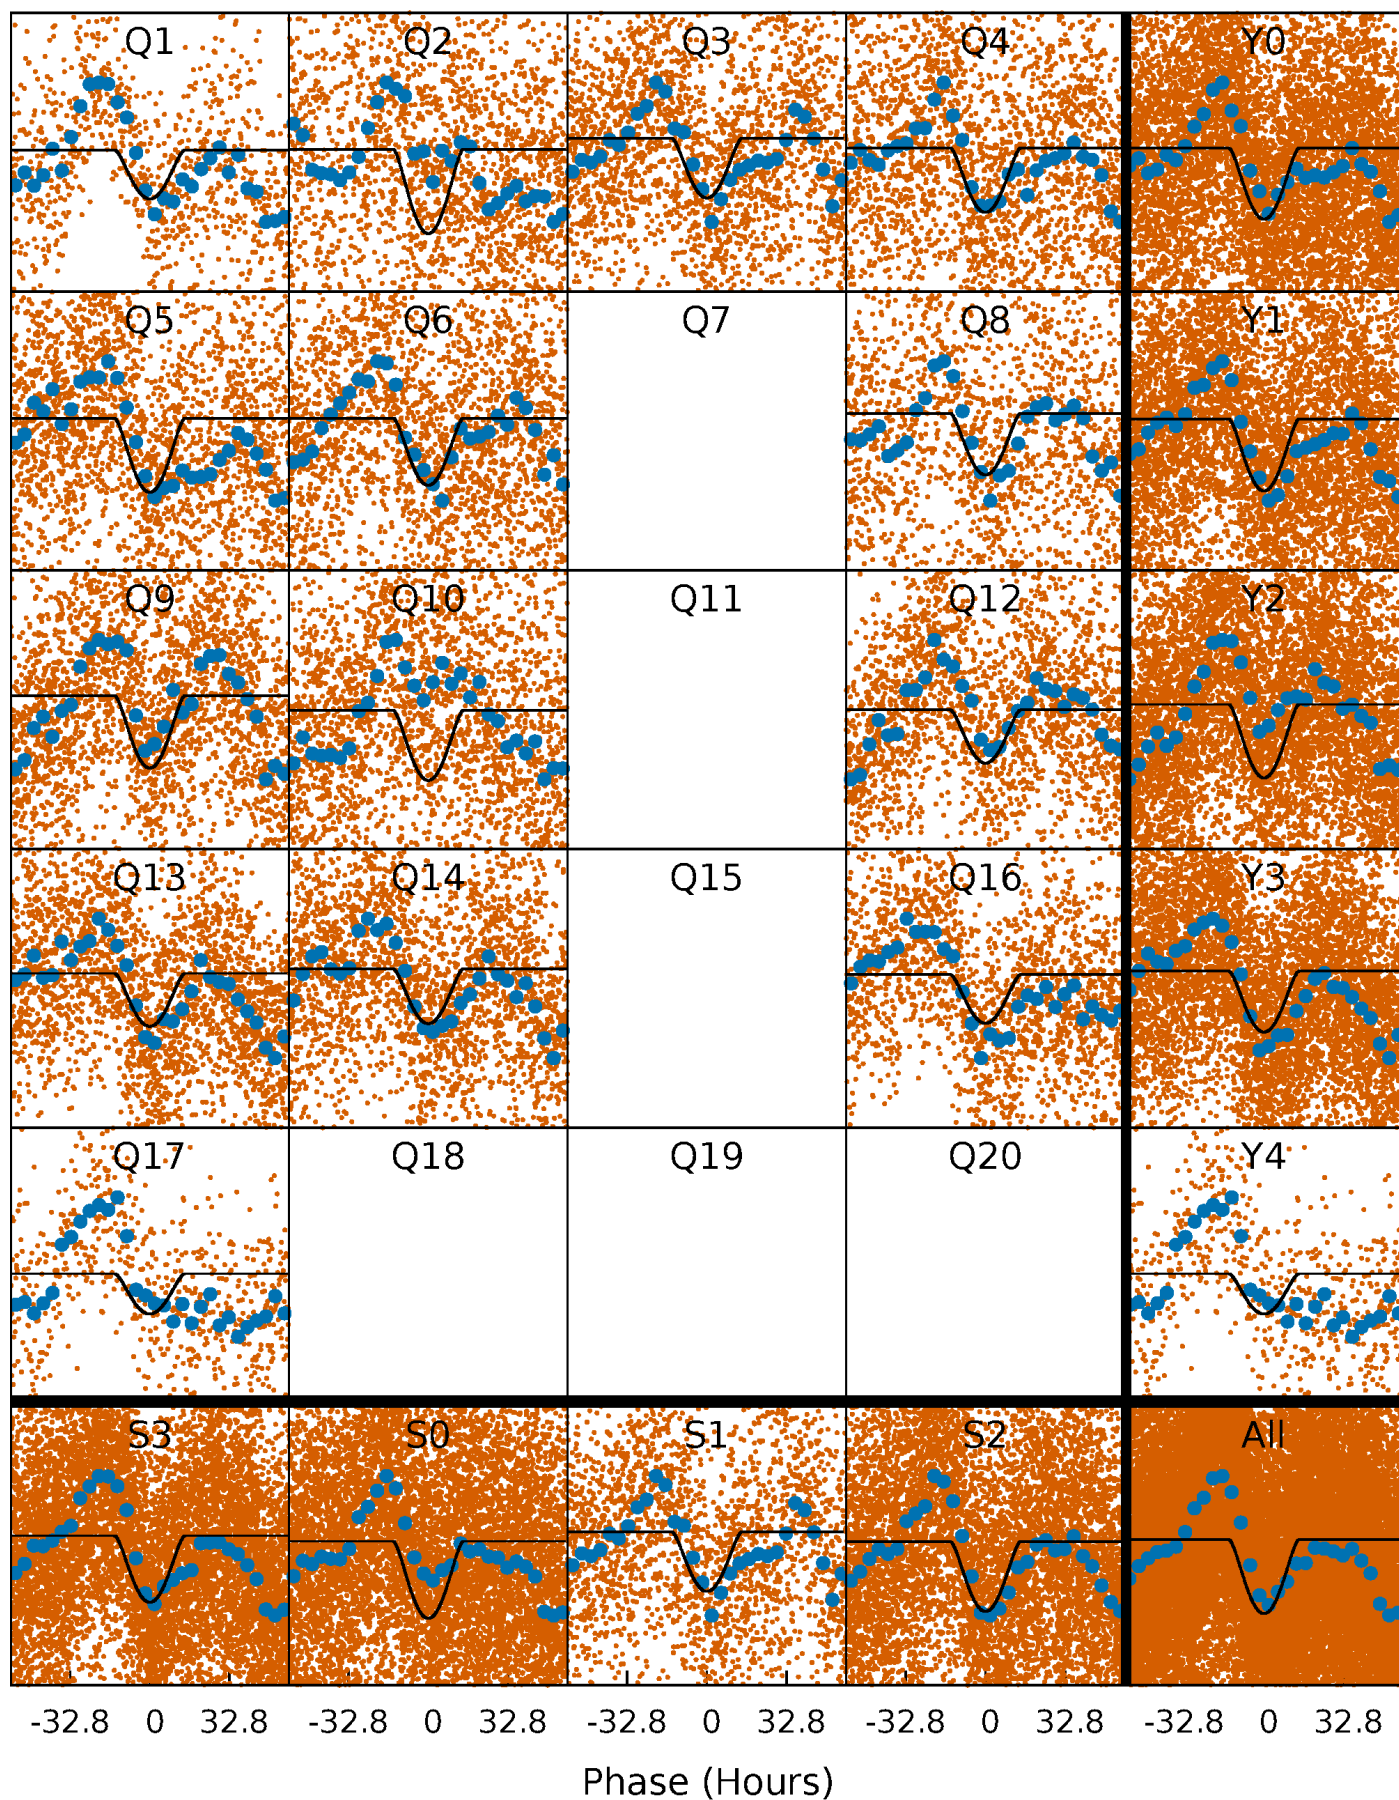 Q1 Q2 Q3 Q4 Y0
Q5 Q6 Q7 Q8 Y1
Q9 Q10 Q11 Q12 Y2
Q13 Q14 Q15 Q16 Y3
Q17 Q18 Q19 Q20 Y4
S3 S0 S1 S2 All
-32.8 0 32.8 -32.8 0 32.8 -32.8 0 32.8 -32.8 0 32.8 -32.8 0 32.8
Phase (Hours)